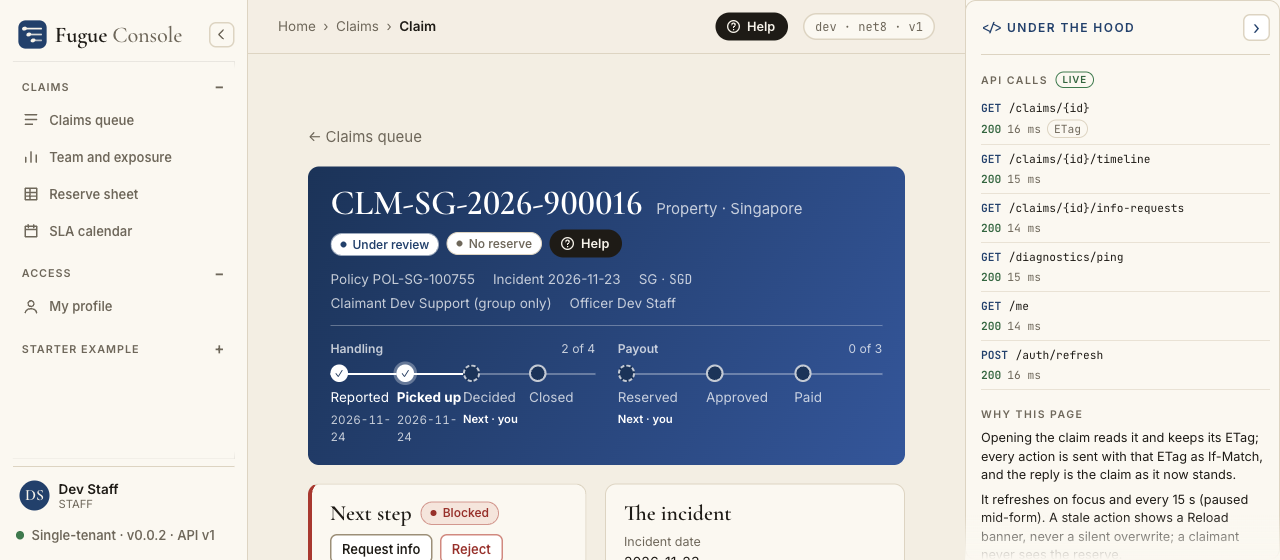 Fugue Console
CLAIMS −
Claims queue
Team and exposure
Reserve sheet
SLA calendar
ACCESS −
My profile
STARTER EXAMPLE +
DS
Dev Staff
STAFF
Single-tenant · v0.0.2 · API v1
Home › Claims › Claim
Help
dev · net8 · v1
← Claims queue
CLM-SG-2026-900016 Property · Singapore
Under review
No reserve
Help
Policy POL-SG-100755 Incident 2026-11-23 SG · SGD
Claimant Dev Support (group only) Officer Dev Staff
Handling 2 of 4
Reported Picked up Decided Closed
2026-11-24 2026-11-24 Next · you
Payout 0 of 3
Reserved Approved Paid
Next · you
Next step Blocked
Request info Reject
The incident
Incident date
2026-11-23
</> UNDER THE HOOD
API CALLS LIVE
GET /claims/{id}
200 16 ms ETag
GET /claims/{id}/timeline
200 15 ms
GET /claims/{id}/info-requests
200 14 ms
GET /diagnostics/ping
200 15 ms
GET /me
200 14 ms
POST /auth/refresh
200 16 ms
WHY THIS PAGE
Opening the claim reads it and keeps its ETag;
every action is sent with that ETag as If-Match,
and the reply is the claim as it now stands.
It refreshes on focus and every 15 s (paused
mid-form). A stale action shows a Reload
banner, never a silent overwrite; a claimant
never sees the reserve.